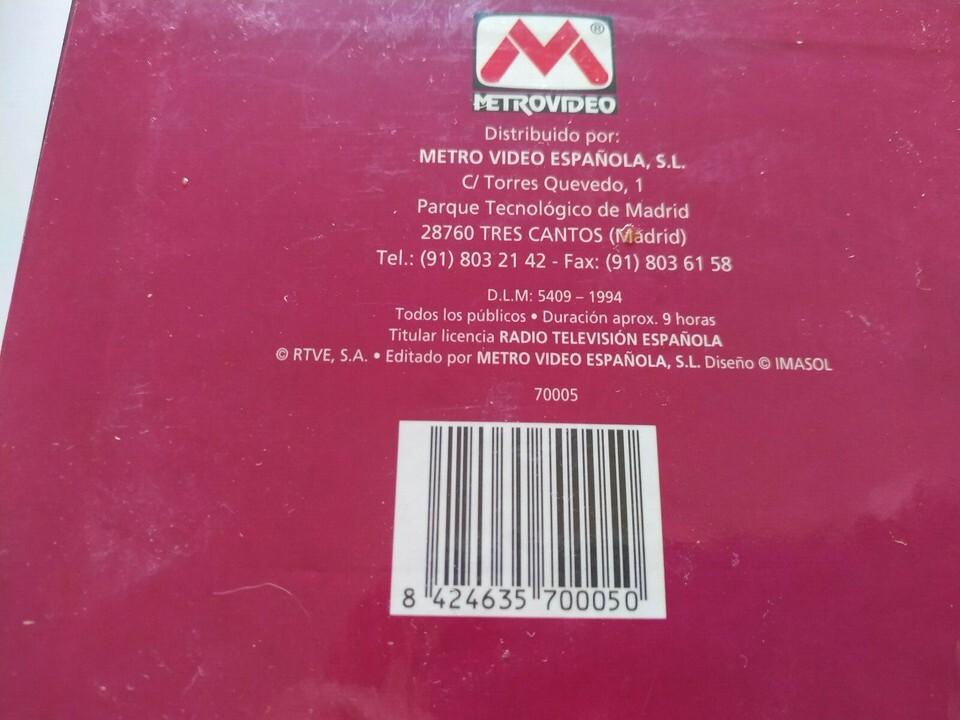 ®
METROVIDEO
Distribuido por:
METRO VIDEO ESPAÑOLA, S.L.
C/ Torres Quevedo, 1
Parque Tecnológico de Madrid
28760 TRES CANTOS (Madrid)
Tel.: (91) 803 21 42 - Fax: (91) 803 61 58
D.L.M: 5409 – 1994
Todos los públicos • Duración aprox. 9 horas
Titular licencia RADIO TELEVISIÓN ESPAÑOLA
© RTVE, S.A. • Editado por METRO VIDEO ESPAÑOLA, S.L. Diseño © IMASOL
70005
8 424635 700050